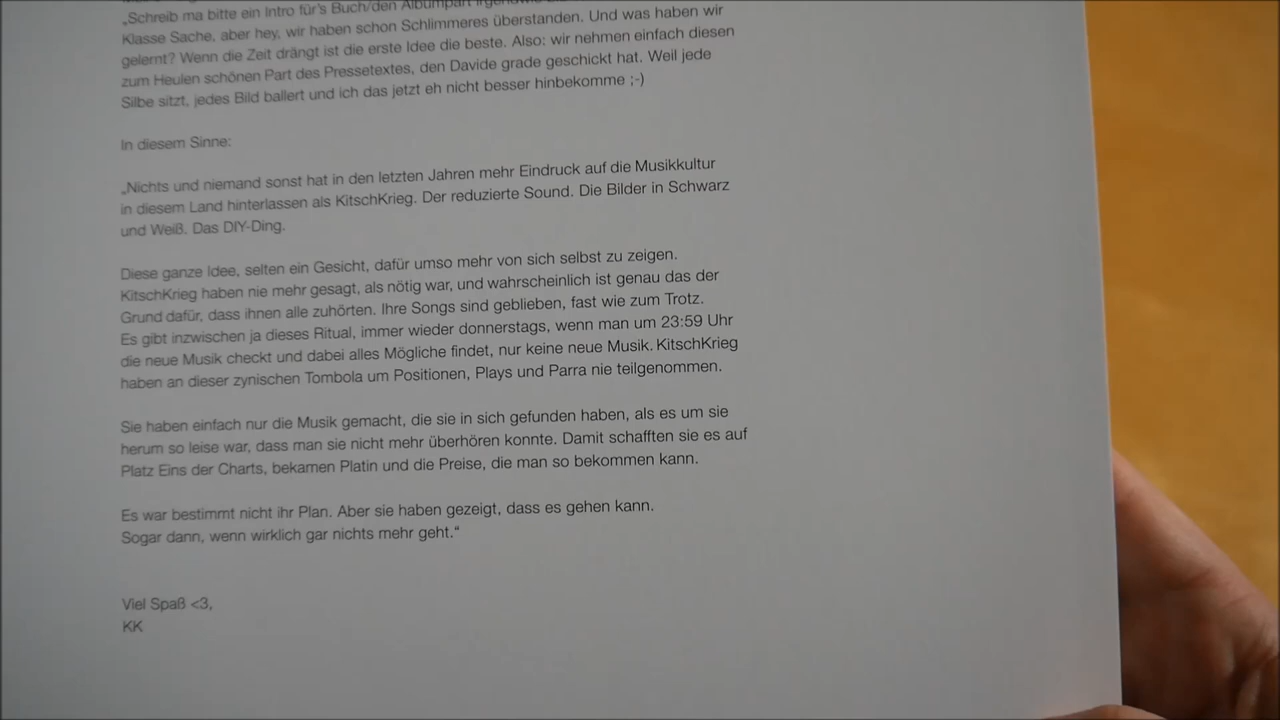 „Schreib ma bitte ein Intro für's Buch/den Albumpart
Klasse Sache, aber hey, wir haben schon Schlimmeres überstanden. Und was haben wir
gelernt? Wenn die Zeit drängt ist die erste Idee die beste. Also: wir nehmen einfach diesen
zum Heulen schönen Part des Pressetextes, den Davide grade geschickt hat. Weil jede
Silbe sitzt, jedes Bild ballert und ich das jetzt eh nicht besser hinbekomme ;-)
In diesem Sinne:
„Nichts und niemand sonst hat in den letzten Jahren mehr Eindruck auf die Musikkultur
in diesem Land hinterlassen als KitschKrieg. Der reduzierte Sound. Die Bilder in Schwarz
und Weiß. Das DIY-Ding.
Diese ganze Idee, selten ein Gesicht, dafür umso mehr von sich selbst zu zeigen.
KitschKrieg haben nie mehr gesagt, als nötig war, und wahrscheinlich ist genau das der
Grund dafür, dass ihnen alle zuhörten. Ihre Songs sind geblieben, fast wie zum Trotz.
Es gibt inzwischen ja dieses Ritual, immer wieder donnerstags, wenn man um 23:59 Uhr
die neue Musik checkt und dabei alles Mögliche findet, nur keine neue Musik. KitschKrieg
haben an dieser zynischen Tombola um Positionen, Plays und Parra nie teilgenommen.
Sie haben einfach nur die Musik gemacht, die sie in sich gefunden haben, als es um sie
herum so leise war, dass man sie nicht mehr überhören konnte. Damit schafften sie es auf
Platz Eins der Charts, bekamen Platin und die Preise, die man so bekommen kann.
Es war bestimmt nicht ihr Plan. Aber sie haben gezeigt, dass es gehen kann.
Sogar dann, wenn wirklich gar nichts mehr geht.“
Viel Spaß <3,
KK